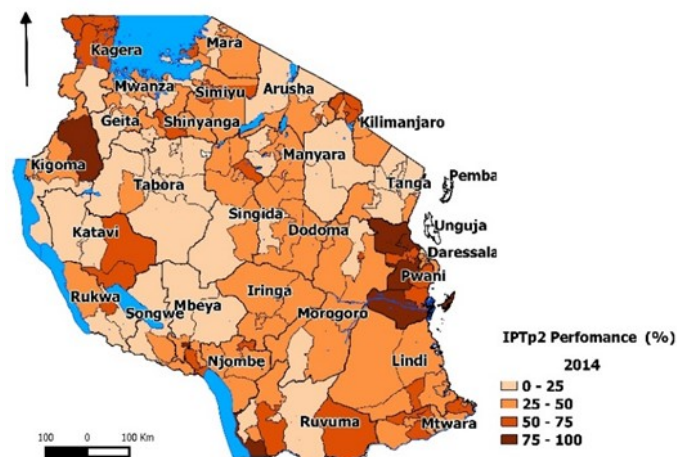 Kagera
Mara
Mwanza
Simiyu
Arusha
Geita
Shinyanga
Kilimanjaro
Kigoma
Manyara
Tabora
Tanga
Pemba
Singida
Unguja
Katavi
Dodoma
Daressala
Pwani
Rukwa
Iringa
Mbeya
Songwe
Morogoro
Njombe
Lindi
Ruvuma
Mtwara
100 0 100 Km
IPTp2 Perfomance (%)
2014
0 - 25
25 - 50
50 - 75
75 - 100